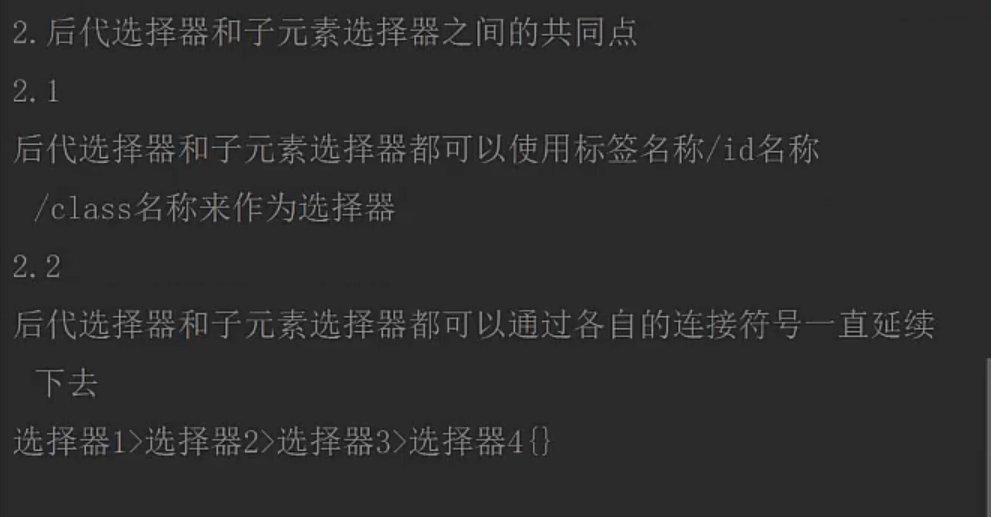 2.后代选择器和子元素选择器之间的共同点
2.1
后代选择器和子元素选择器都可以使用标签名称/id名称
/class名称来作为选择器
2.2
后代选择器和子元素选择器都可以通过各自的连接符号一直延续
下去
选择器1>选择器2>选择器3>选择器4{}